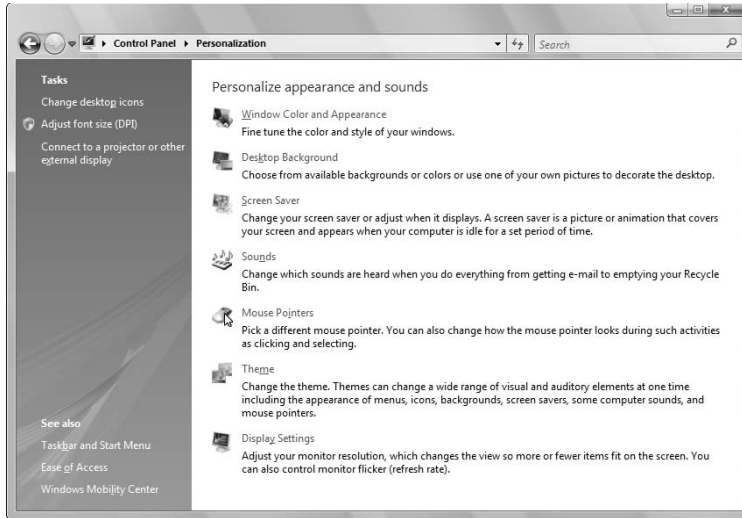 Control Panel Personalization
Search
Tasks
Change desktop icons
Adjust font size (DPI)
Connect to a projector or other
external display
See also
Taskbar and Start Menu
Ease of Access
Windows Mobility Center
Personalize appearance and sounds
Window Color and Appearance
Fine tune the color and style of your windows.
Desktop Background
Choose from available backgrounds or colors or use one of your own pictures to decorate the desktop.
Screen Saver
Change your screen saver or adjust when it displays. A screen saver is a picture or animation that covers
your screen and appears when your computer is idle for a set period of time.
Sounds
Change which sounds are heard when you do everything from getting e-mail to emptying your Recycle
Bin.
Mouse Pointers
Pick a different mouse pointer. You can also change how the mouse pointer looks during such activities
as clicking and selecting.
Theme
Change the theme. Themes can change a wide range of visual and auditory elements at one time
including the appearance of menus, icons, backgrounds, screen savers, some computer sounds, and
mouse pointers.
Display Settings
Adjust your monitor resolution, which changes the view so more or fewer items fit on the screen. You
can also control monitor flicker (refresh rate).